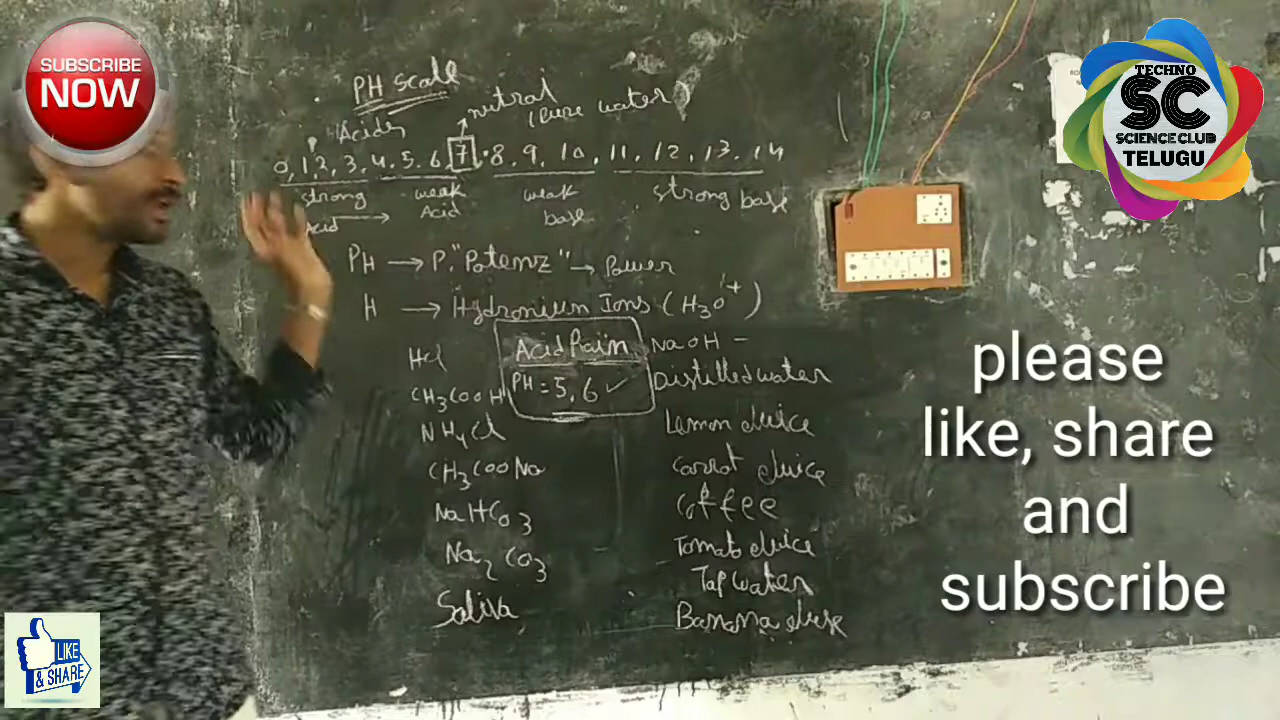 SUBSCRIBE
NOW
TECHNO
SC
SCIENCE CLUB
TELUGU
PH scale
Acids
nutral
(Pure water)
0, 1, 2, 3, 4, 5, 6, 7, 8, 9, 10, 11, 12, 13, 14
strong Acid
weak Acid
weak base
strong base
PH → P. "Potenz" → Power
H → Hydronium Ions (H3O+)
HCl
CH3COOH
NH4Cl
CH3COONa
NaHCO3
Na2CO3
Saliva
Acid Rain
PH = 5, 6 ✓
NaOH –
Distilled water
Lemon Juice
Carrot Juice
Coffee
Tomato Juice
Tap water
Banana Juice
please
like, share
and
subscribe
LIKE
& SHARE